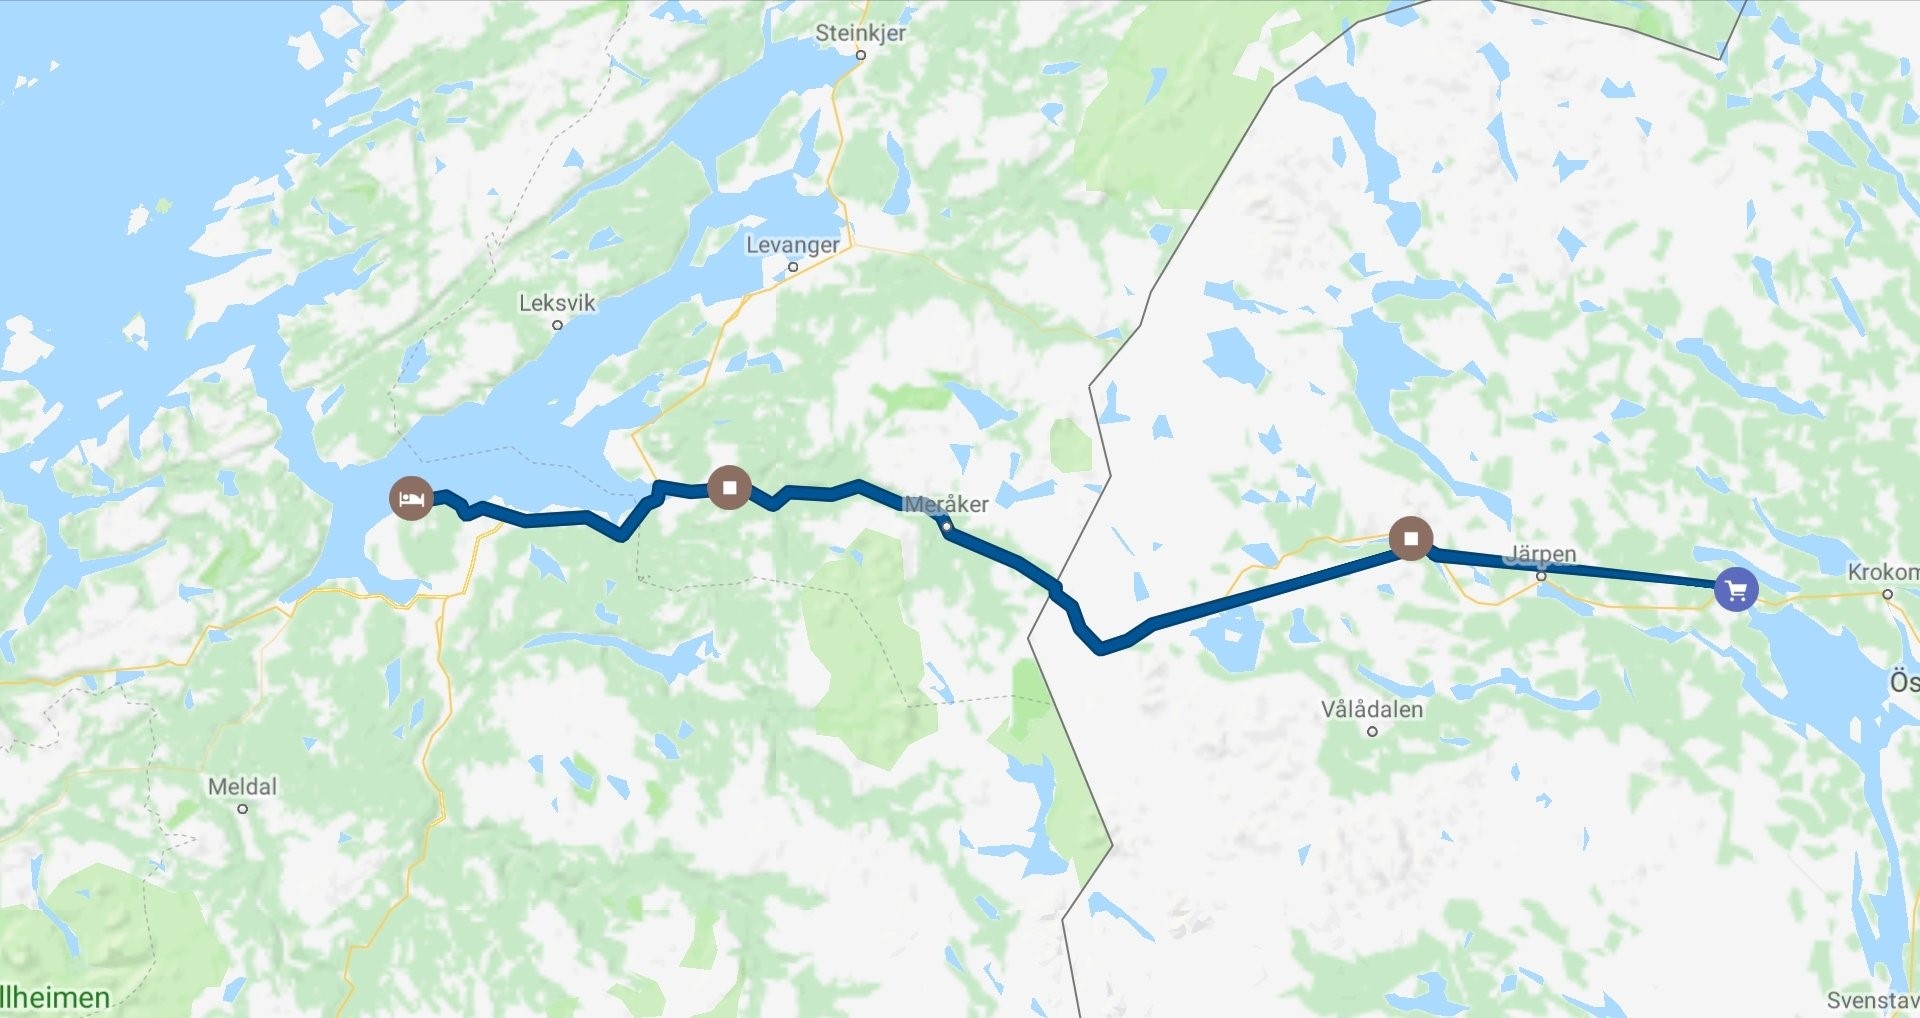 Steinkjer
Levanger
Leksvik
Meråker
Järpen
Krokom
Ös
Vålådalen
Meldal
llheimen
Svenstav